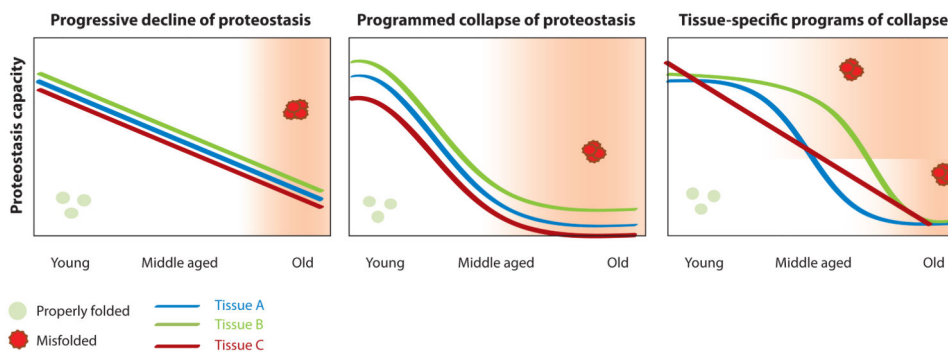 Progressive decline of proteostasis
Programmed collapse of proteostasis
Tissue-specific programs of collapse
Proteostasis capacity
Young Middle aged Old
Young Middle aged Old
Young Middle aged Old
Properly folded
Misfolded
Tissue A
Tissue B
Tissue C